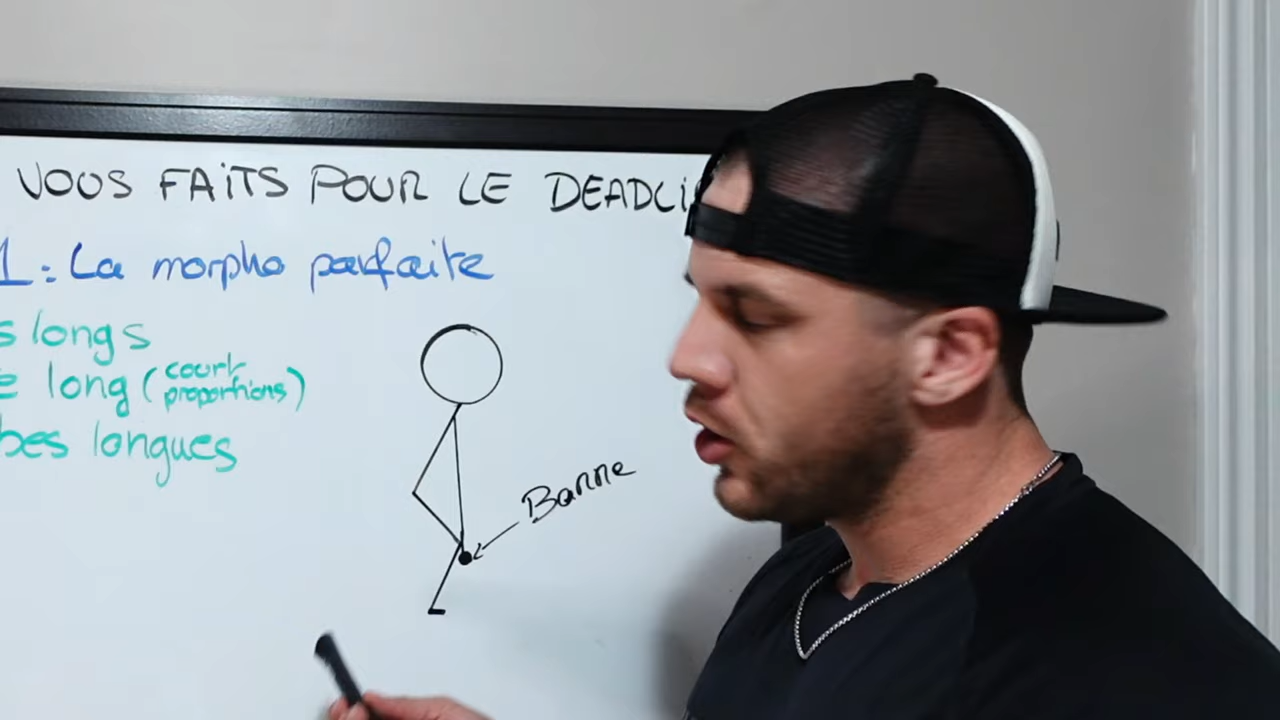 VOUS FAITS POUR LE DEADLI
1: La morpho parfaite
s longs
e long (court proportions)
bes longues
Barre